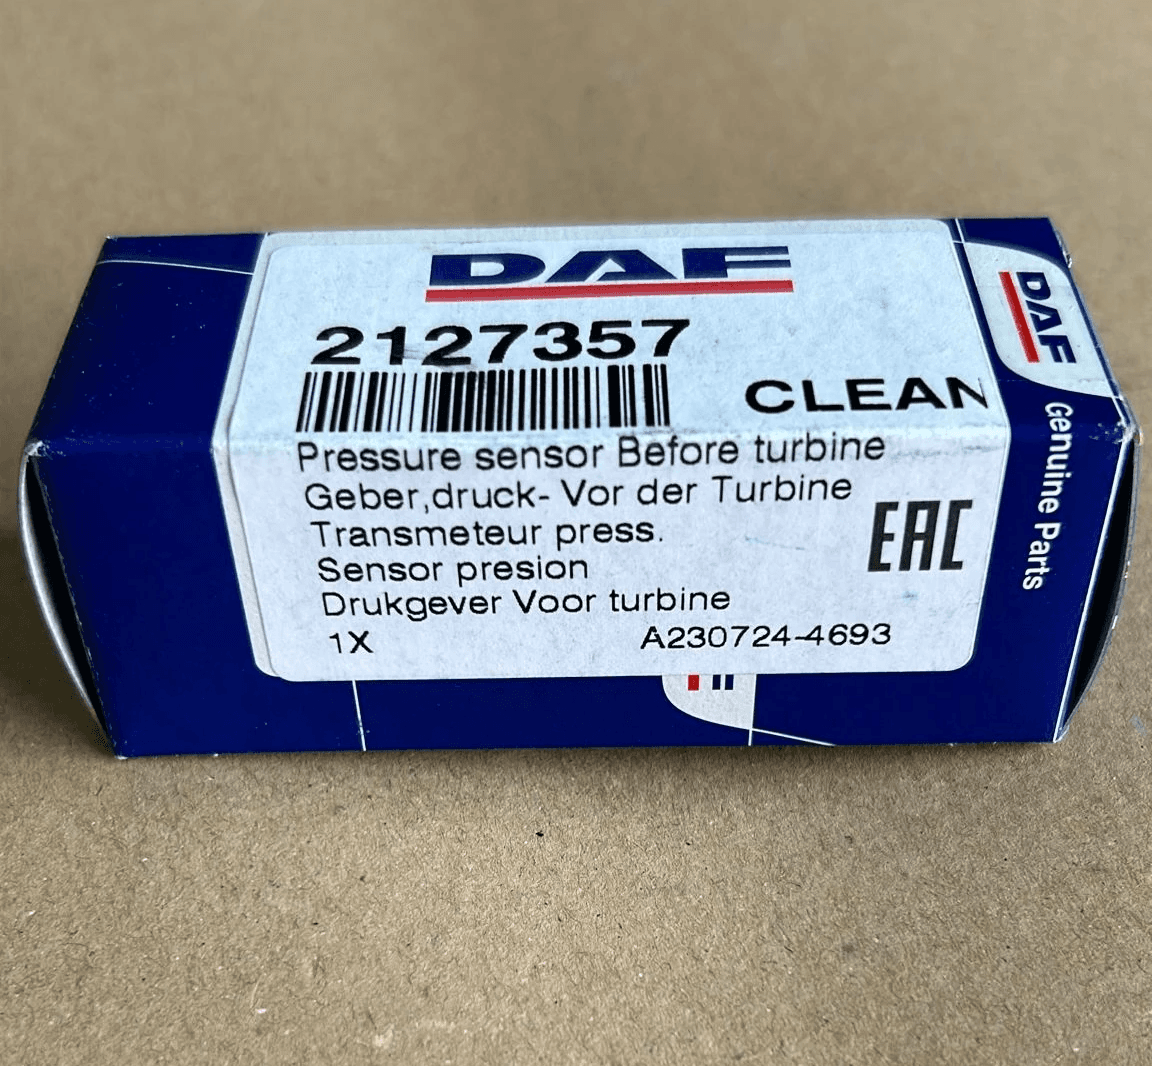 DAF
2127357
CLEAN
Pressure sensor Before turbine
Geber,druck- Vor der Turbine
Transmeteur press.
Sensor presion
Drukgever Voor turbine
EAC
1X A230724-4693
DAF
Genuine Parts